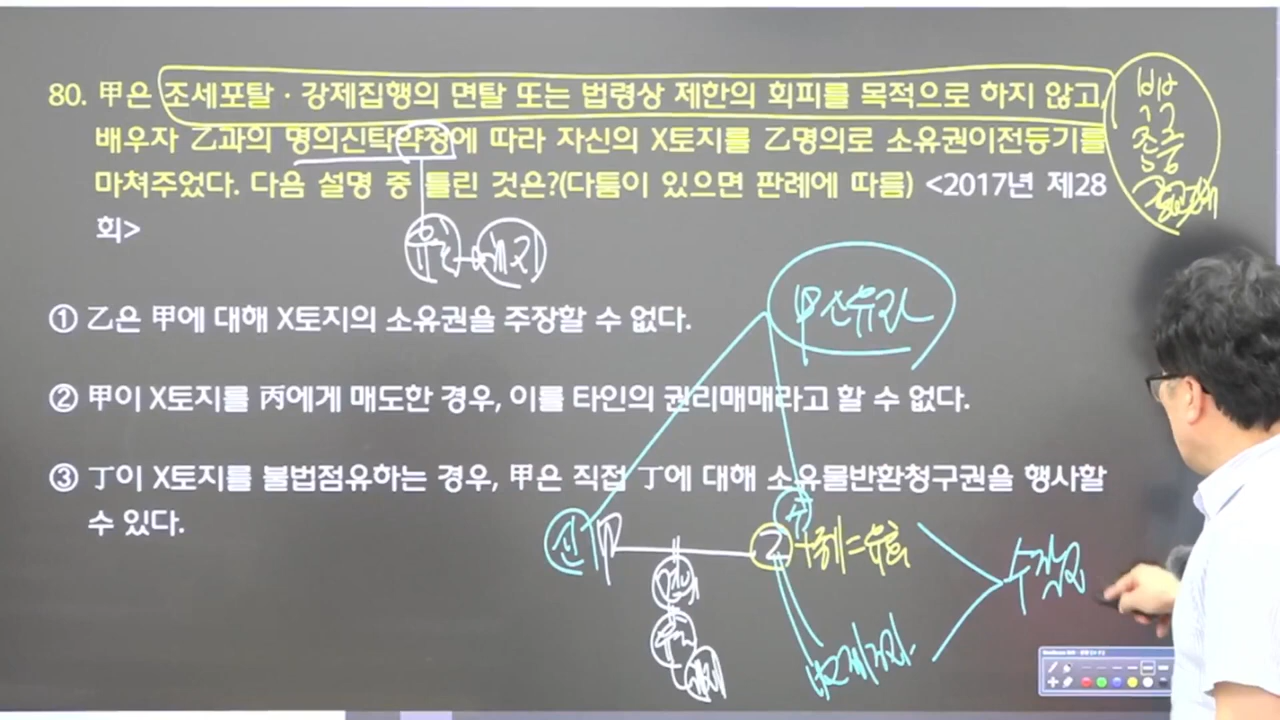 80. 甲은 조세포탈 · 강제집행의 면탈 또는 법령상 제한의 회피를 목적으로 하지 않고,
배우자 乙과의 명의신탁약정에 따라 자신의 X토지를 乙명의로 소유권이전등기를
마쳐주었다. 다음 설명 중 틀린 것은?(다툼이 있으면 판례에 따름) <2017년 제28
회>
유효
해지
① 乙은 甲에 대해 X토지의 소유권을 주장할 수 없다.
甲소유권
② 甲이 X토지를 丙에게 매도한 경우, 이를 타인의 권리매매라고 할 수 없다.
③ 丁이 X토지를 불법점유하는 경우, 甲은 직접 丁에 대해 소유물반환청구권을 행사할
수 있다.
신 甲
수
乙
유효